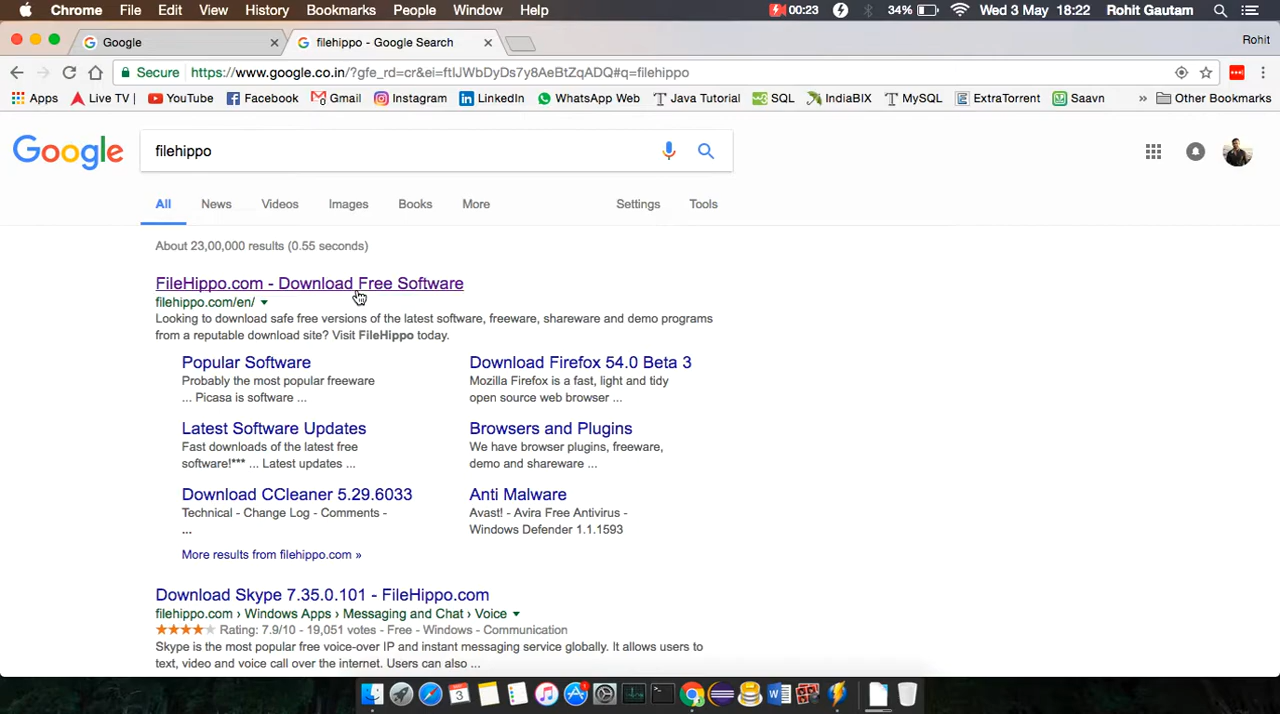 Chrome File Edit View History Bookmarks People Window Help 00:23 34% Wed 3 May 18:22 Rohit Gautam
Google filehippo - Google Search Rohit
Secure https://www.google.co.in/?gfe_rd=cr&ei=ftlJWbDyDs7y8AeBtZqADQ#q=filehippo
Apps Live TV | YouTube Facebook Gmail Instagram LinkedIn WhatsApp Web Java Tutorial SQL IndiaBIX MySQL ExtraTorrent Saavn » Other Bookmarks
Google filehippo
All News Videos Images Books More Settings Tools
About 23,00,000 results (0.55 seconds)
FileHippo.com - Download Free Software
filehippo.com/en/
Looking to download safe free versions of the latest software, freeware, shareware and demo programs
from a reputable download site? Visit FileHippo today.
Popular Software
Probably the most popular freeware
... Picasa is software ...
Download Firefox 54.0 Beta 3
Mozilla Firefox is a fast, light and tidy
open source web browser ...
Latest Software Updates
Fast downloads of the latest free
software!*** ... Latest updates ...
Browsers and Plugins
We have browser plugins, freeware,
demo and shareware ...
Download CCleaner 5.29.6033
Technical - Change Log - Comments -
...
Anti Malware
Avast! - Avira Free Antivirus -
Windows Defender 1.1.1593
More results from filehippo.com »
Download Skype 7.35.0.101 - FileHippo.com
filehippo.com › Windows Apps › Messaging and Chat › Voice
Rating: 7.9/10 - 19,051 votes - Free - Windows - Communication
Skype is the most popular free voice-over IP and instant messaging service globally. It allows users to
text, video and voice call over the internet. Users can also ...